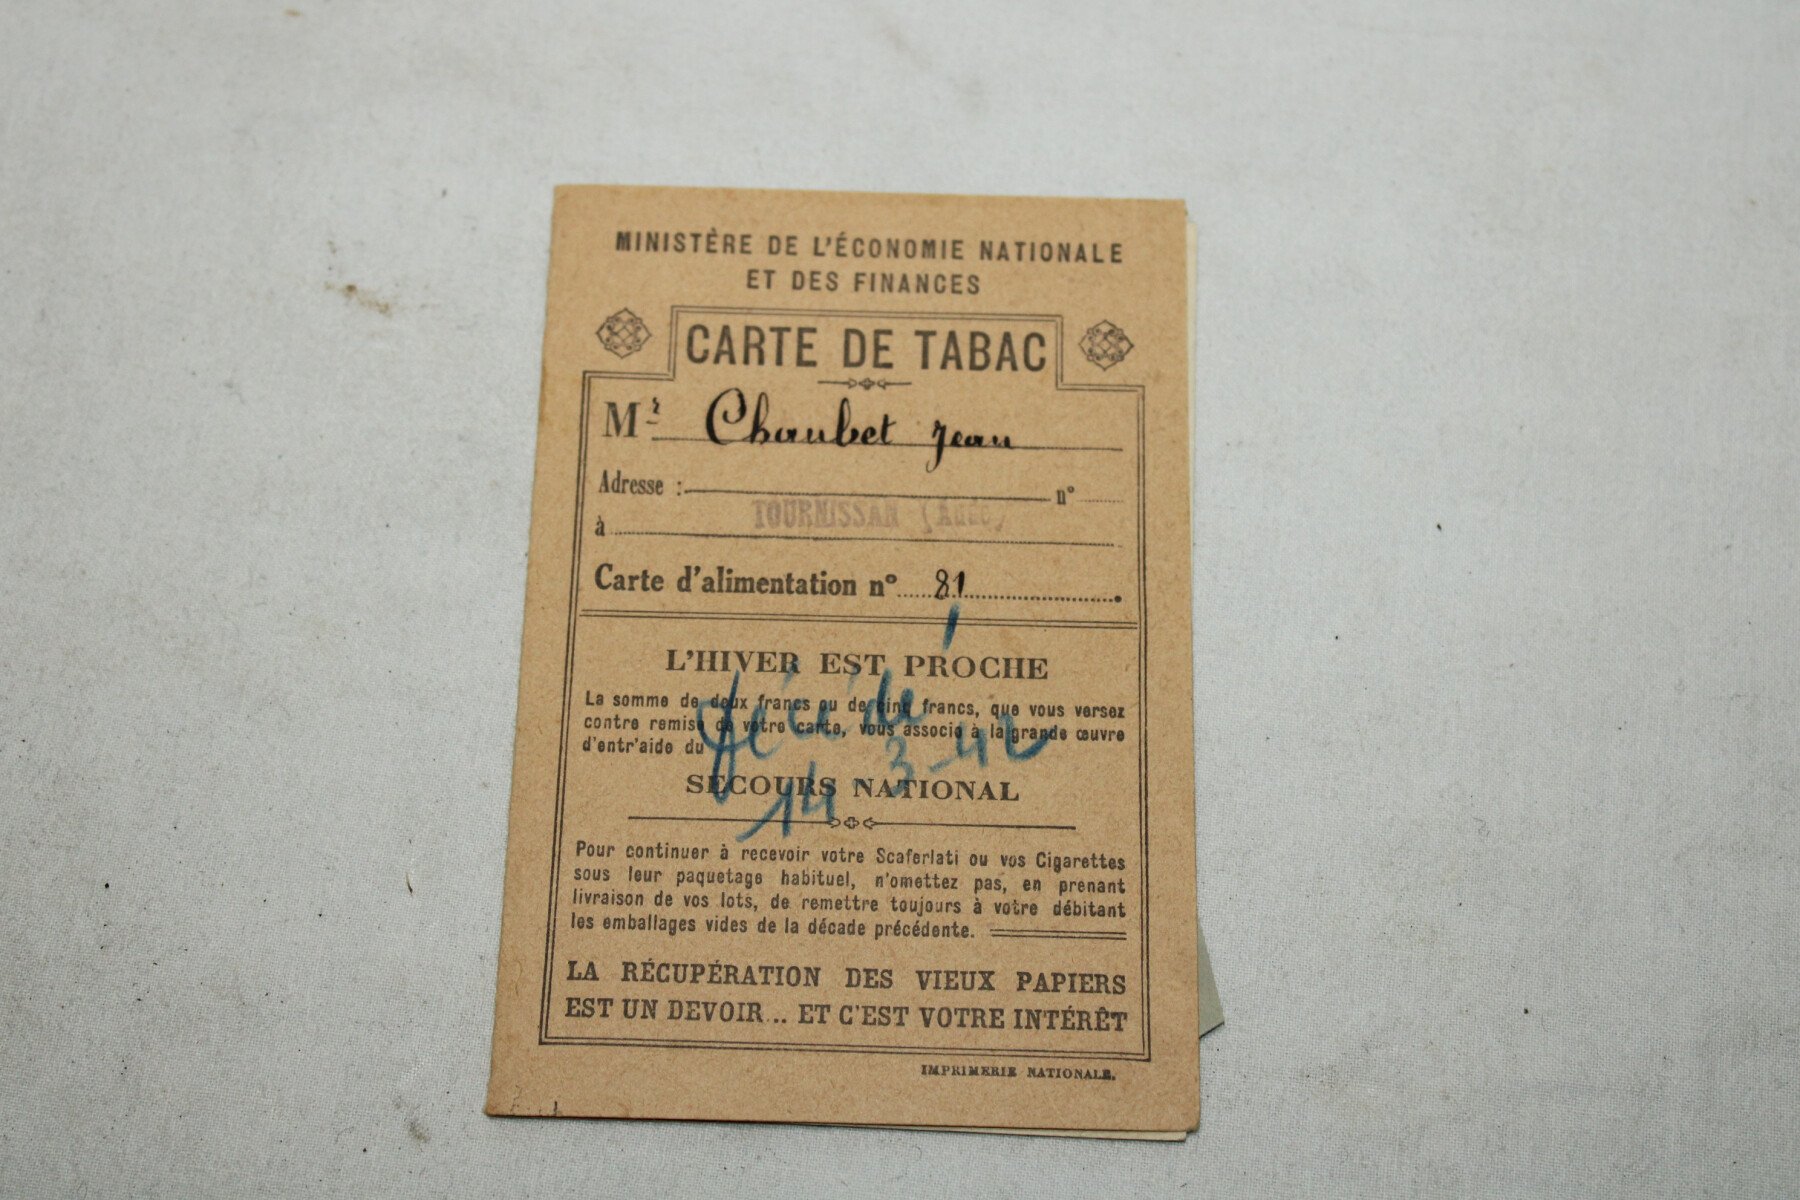 MINISTÈRE DE L'ÉCONOMIE NATIONALE
ET DES FINANCES
CARTE DE TABAC
Mr Chaubet Jean
Adresse : n°
à TOURNISSAN (Aude)
Carte d'alimentation n° 81.
L'HIVER EST PROCHE
La somme de deux francs ou de cinq francs, que vous versez
contre remise de votre carte, vous associe à la grande œuvre
d'entr'aide du
SECOURS NATIONAL
décédé
14 3-42
Pour continuer à recevoir votre Scaferlati ou vos Cigarettes
sous leur paquetage habituel, n'omettez pas, en prenant
livraison de vos lots, de remettre toujours à votre débitant
les emballages vides de la décade précédente.
LA RÉCUPÉRATION DES VIEUX PAPIERS
EST UN DEVOIR... ET C'EST VOTRE INTÉRÊT
IMPRIMERIE NATIONALE.